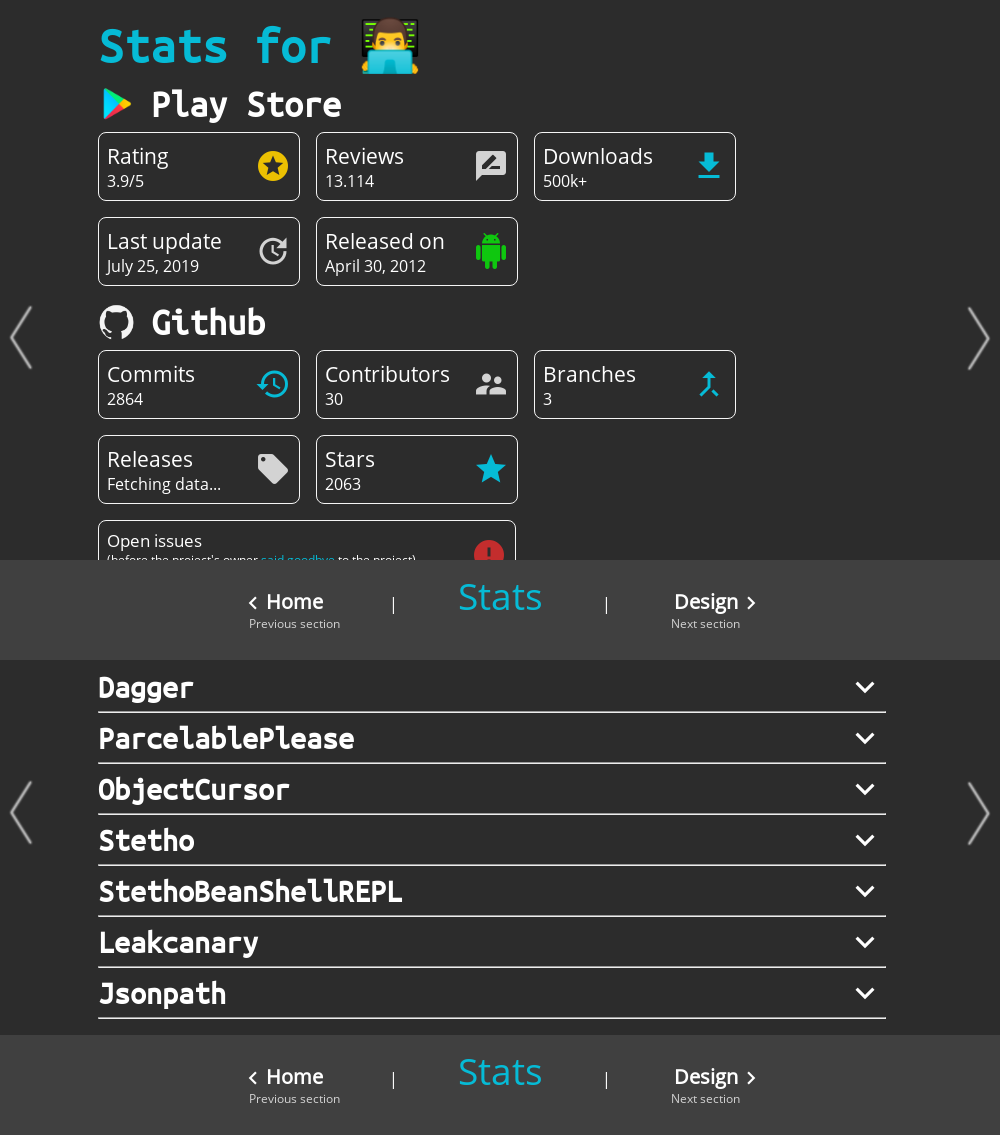 Stats for
Play Store
Rating
3.9/5
Reviews
13.114
Downloads
500k+
Last update
July 25, 2019
Released on
April 30, 2012
Github
Commits
2864
Contributors
30
Branches
3
Releases
Fetching data...
Stars
2063
Open issues
(before the project's owner said goodbye to the project)
Home
Previous section
|
Stats
|
Design
Next section
Dagger
ParcelablePlease
ObjectCursor
Stetho
StethoBeanShellREPL
Leakcanary
Jsonpath
Home
Previous section
|
Stats
|
Design
Next section